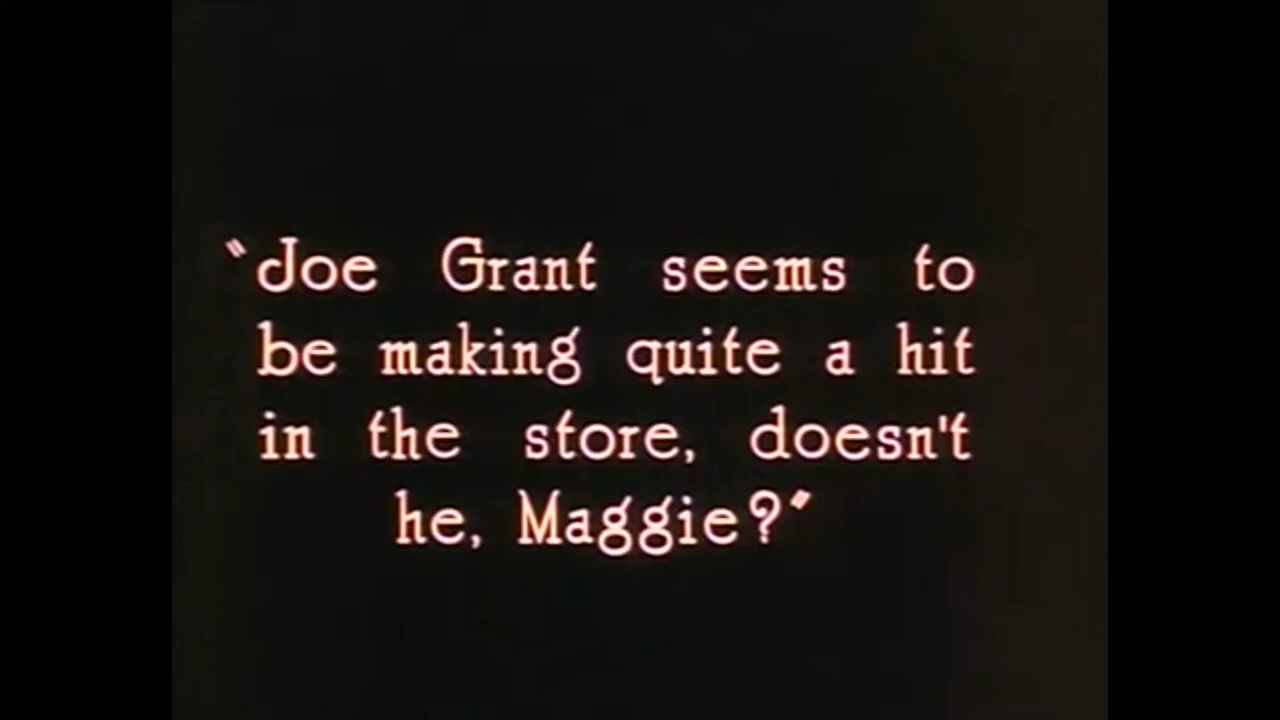 "Joe Grant seems to
be making quite a hit
in the store, doesn't
he, Maggie?"